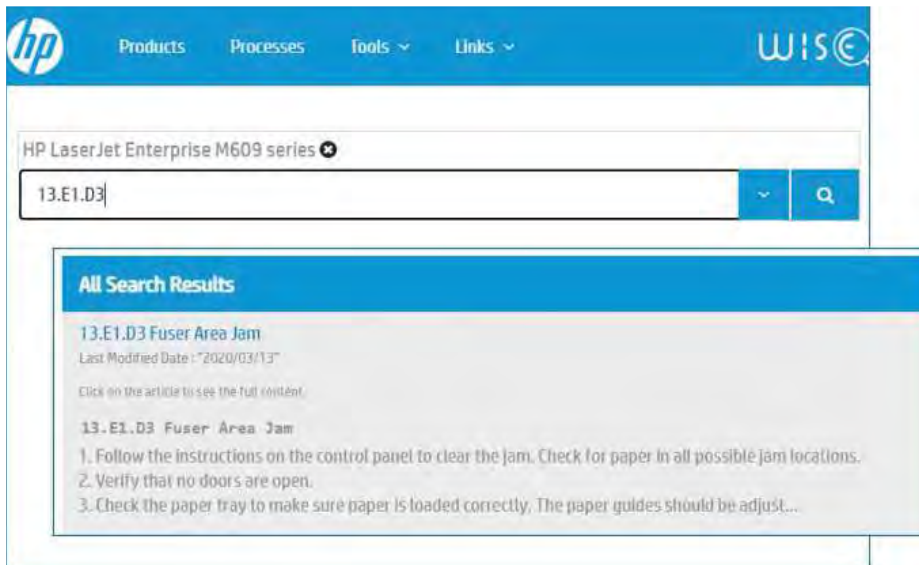 hp Products Processes Tools Links WISE
HP LaserJet Enterprise M609 series
13.E1.D3
All Search Results
13.E1.D3 Fuser Area Jam
Last Modified Date : "2020/03/13"
Click on the article to see the full content.
13.E1.D3 Fuser Area Jam
1. Follow the instructions on the control panel to clear the jam. Check for paper in all possible jam locations.
2. Verify that no doors are open.
3. Check the paper tray to make sure paper is loaded correctly. The paper guides should be adjust...